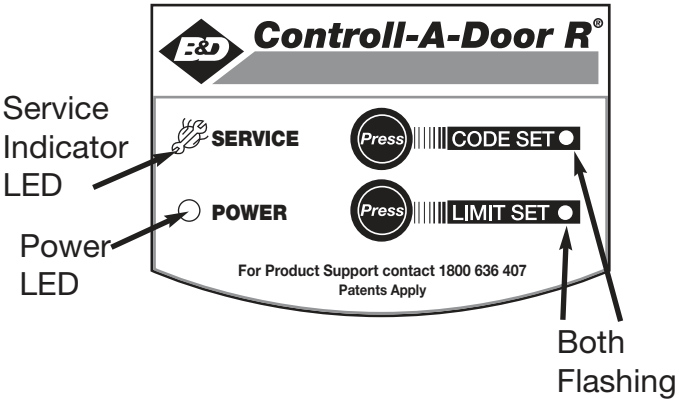 B&D
Controll-A-Door R®
Service
Indicator
LED
SERVICE
Press
CODE SET
Power
LED
POWER
Press
LIMIT SET
For Product Support contact 1800 636 407
Patents Apply
Both
Flashing